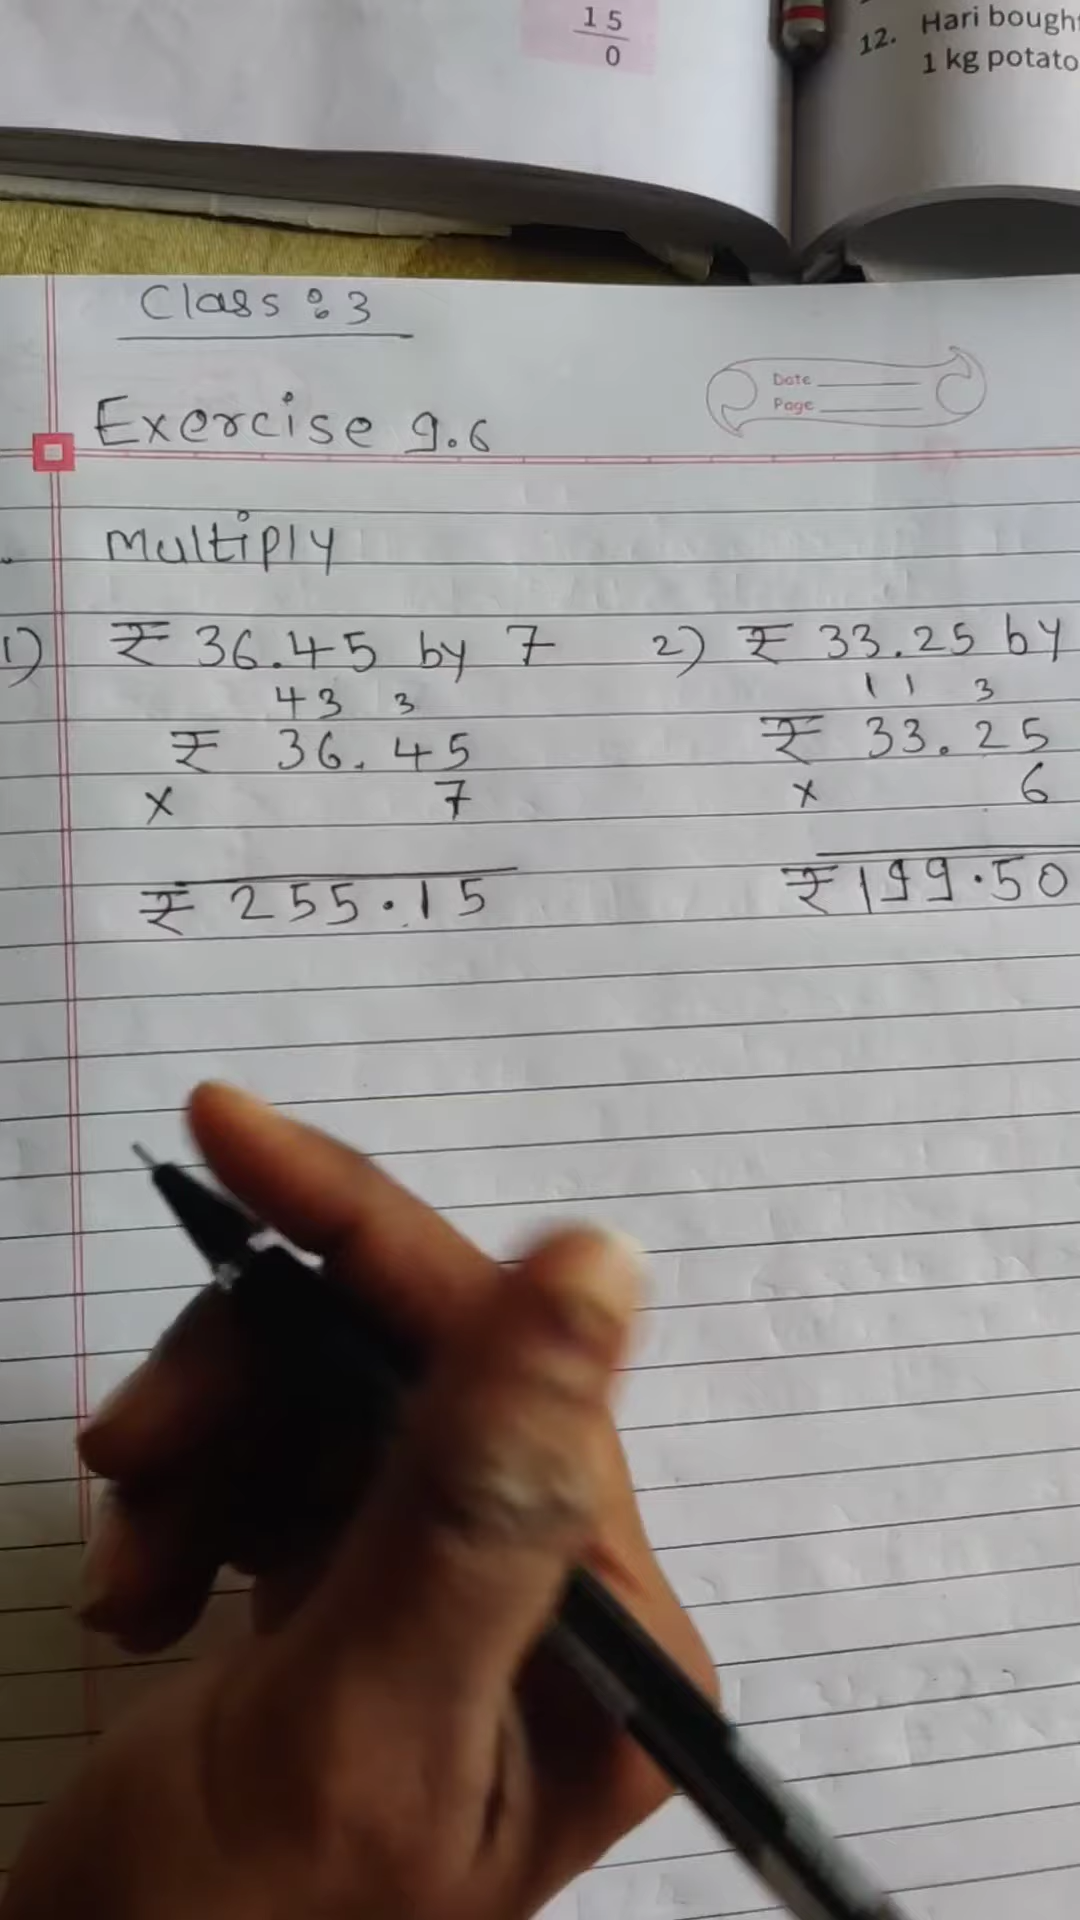 15
0
12. Hari bought
1 kg potato
Class : 3
Date
Page
Exercise 9.6
Multiply
1) ₹ 36.45 by 7
43 3
₹ 36.45
x 7
₹ 255.15
2) ₹ 33.25 by
11 3
₹ 33.25
x 6
₹ 199.50